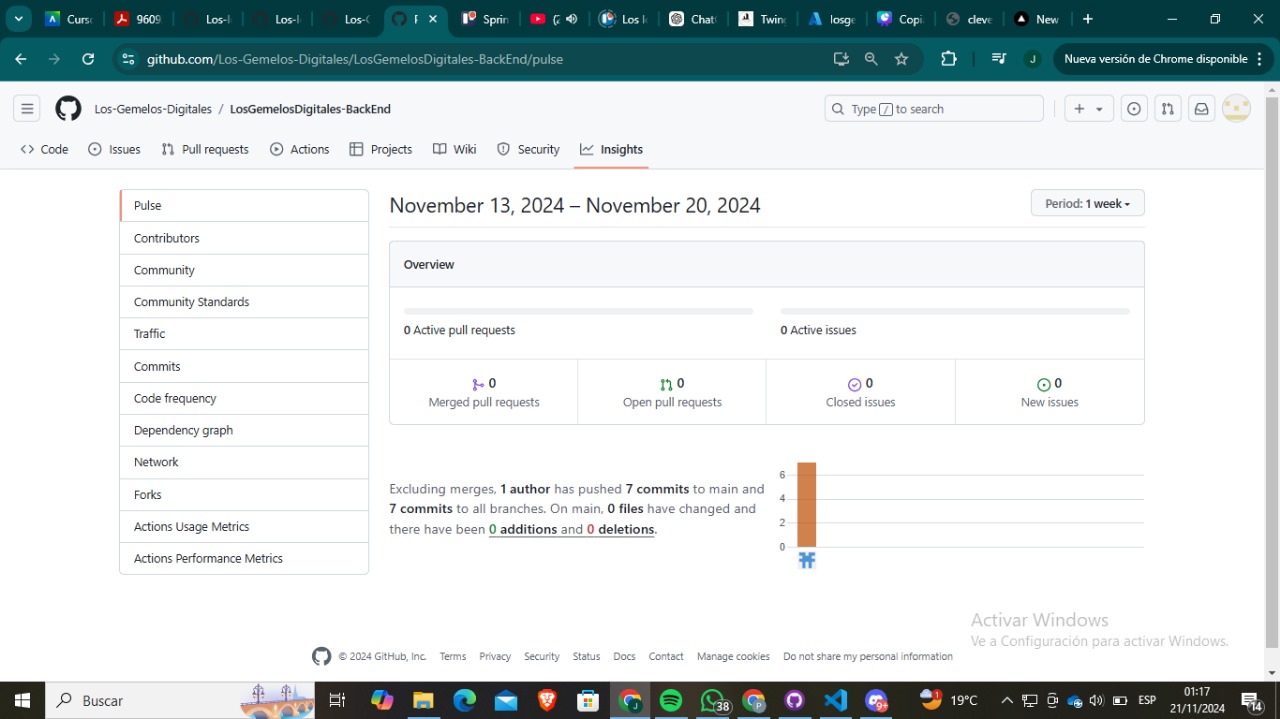 Curso
9609
Los-
Los-
Los-G
Sprin
Los
Chat
Twin
losge
Copi
cleve
New
github.com/Los-Gemelos-Digitales/LosGemelosDigitales-BackEnd/pulse
J
Nueva versión de Chrome disponible
Los-Gemelos-Digitales / LosGemelosDigitales-BackEnd
Type / to search
Code Issues Pull requests Actions Projects Wiki Security Insights
Pulse
Contributors
Community
Community Standards
Traffic
Commits
Code frequency
Dependency graph
Network
Forks
Actions Usage Metrics
Actions Performance Metrics
November 13, 2024 – November 20, 2024
Period: 1 week
Overview
0 Active pull requests
0 Active issues
0
Merged pull requests
0
Open pull requests
0
Closed issues
0
New issues
Excluding merges, 1 author has pushed 7 commits to main and
7 commits to all branches. On main, 0 files have changed and
there have been 0 additions and 0 deletions.
6
4
2
0
Activar Windows
Ve a Configuración para activar Windows.
© 2024 GitHub, Inc. Terms Privacy Security Status Docs Contact Manage cookies Do not share my personal information
Buscar
38
9+
1
19°C
ESP
01:17
21/11/2024
14